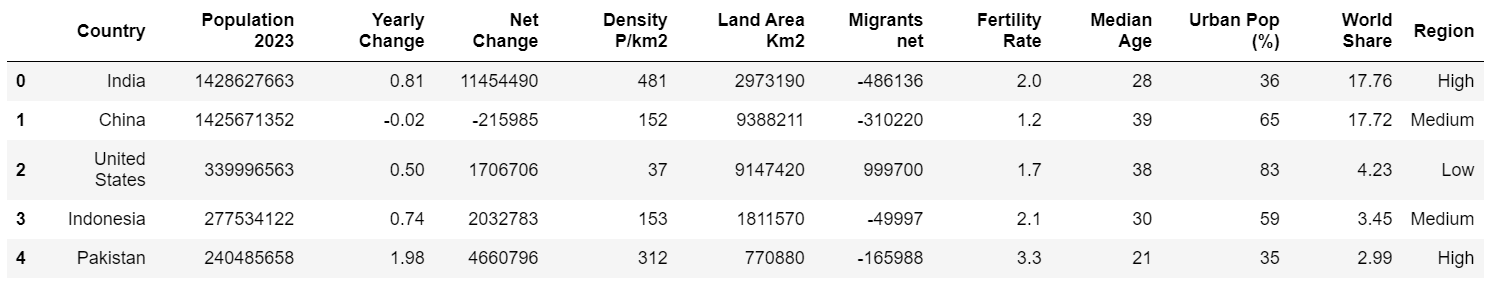 Country Population 2023 Yearly Change Net Change Density P/km2 Land Area Km2 Migrants net Fertility Rate Median Age Urban Pop (%) World Share Region
0 India 1428627663 0.81 11454490 481 2973190 -486136 2.0 28 36 17.76 High
1 China 1425671352 -0.02 -215985 152 9388211 -310220 1.2 39 65 17.72 Medium
2 United States 339996563 0.50 1706706 37 9147420 999700 1.7 38 83 4.23 Low
3 Indonesia 277534122 0.74 2032783 153 1811570 -49997 2.1 30 59 3.45 Medium
4 Pakistan 240485658 1.98 4660796 312 770880 -165988 3.3 21 35 2.99 High